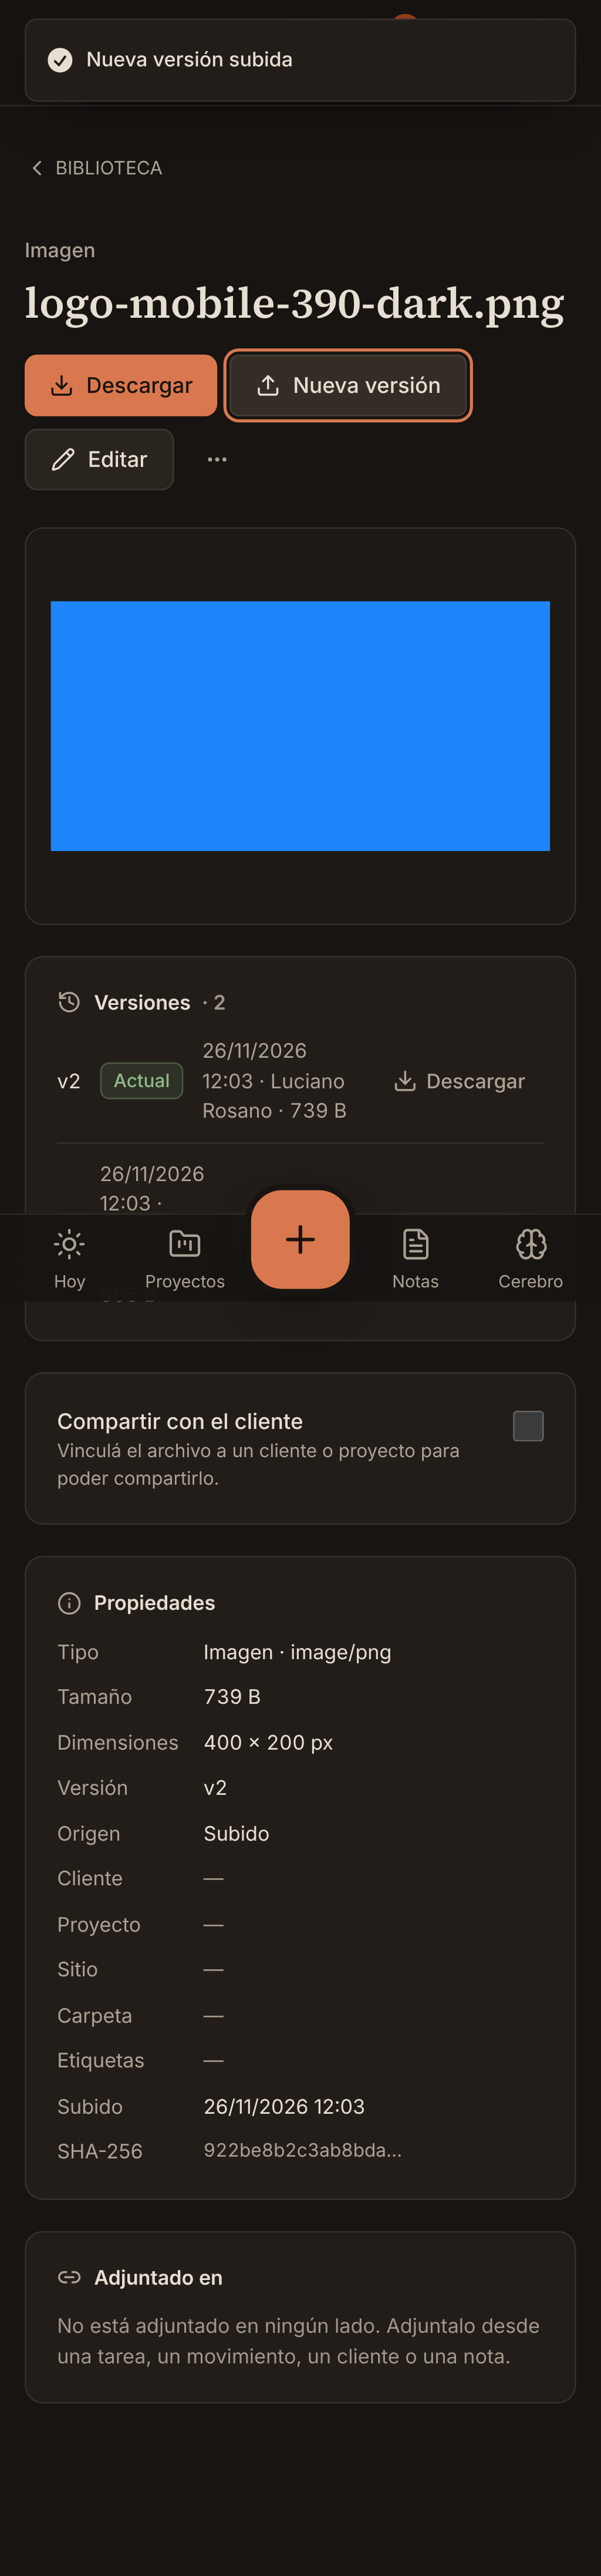 Nueva versión subida
BIBLIOTECA
Imagen
logo-mobile-390-dark.png
Descargar
Nueva versión
Editar
Versiones · 2
v2
Actual
26/11/2026
12:03 · Luciano
Rosano · 739 B
Descargar
26/11/2026
12:03 ·
Hoy
Proyectos
Notas
Cerebro
Compartir con el cliente
Vinculá el archivo a un cliente o proyecto para
poder compartirlo.
Propiedades
Tipo Imagen · image/png
Tamaño 739 B
Dimensiones 400 × 200 px
Versión v2
Origen Subido
Cliente —
Proyecto —
Sitio —
Carpeta —
Etiquetas —
Subido 26/11/2026 12:03
SHA-256 922be8b2c3ab8bda…
Adjuntado en
No está adjuntado en ningún lado. Adjuntalo desde
una tarea, un movimiento, un cliente o una nota.